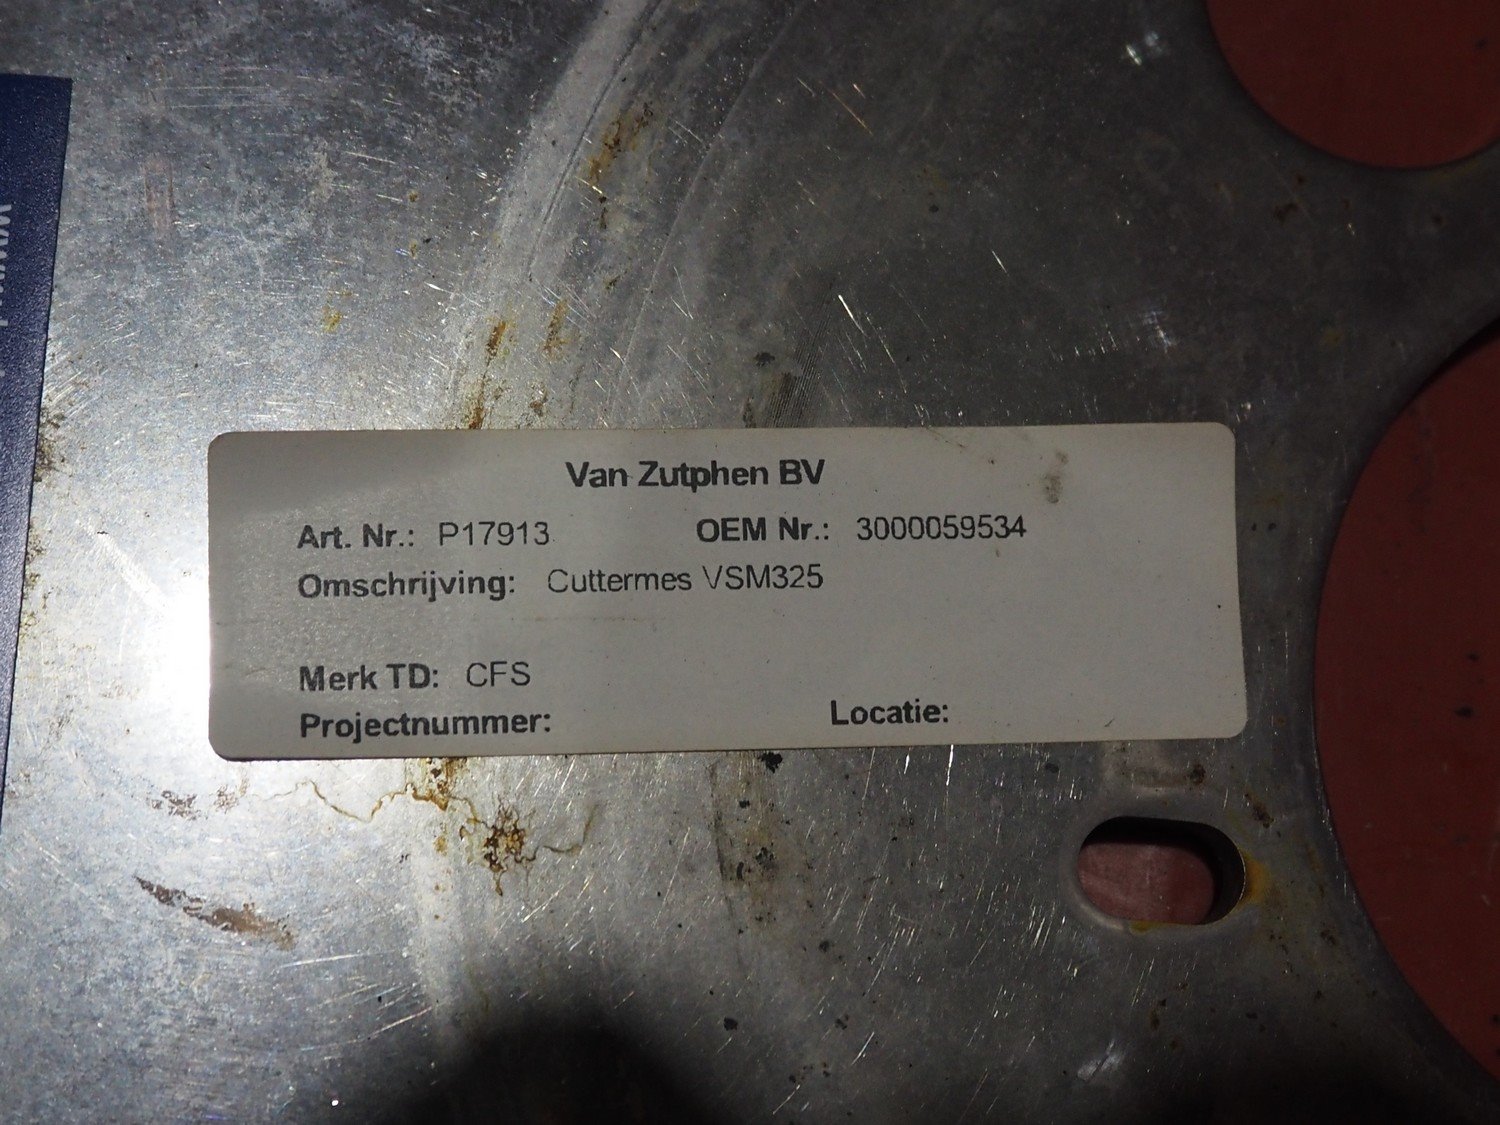 Van Zutphen BV
Art. Nr.: P17913 OEM Nr.: 3000059534
Omschrijving: Cuttermes VSM325
Merk TD: CFS
Projectnummer: Locatie: